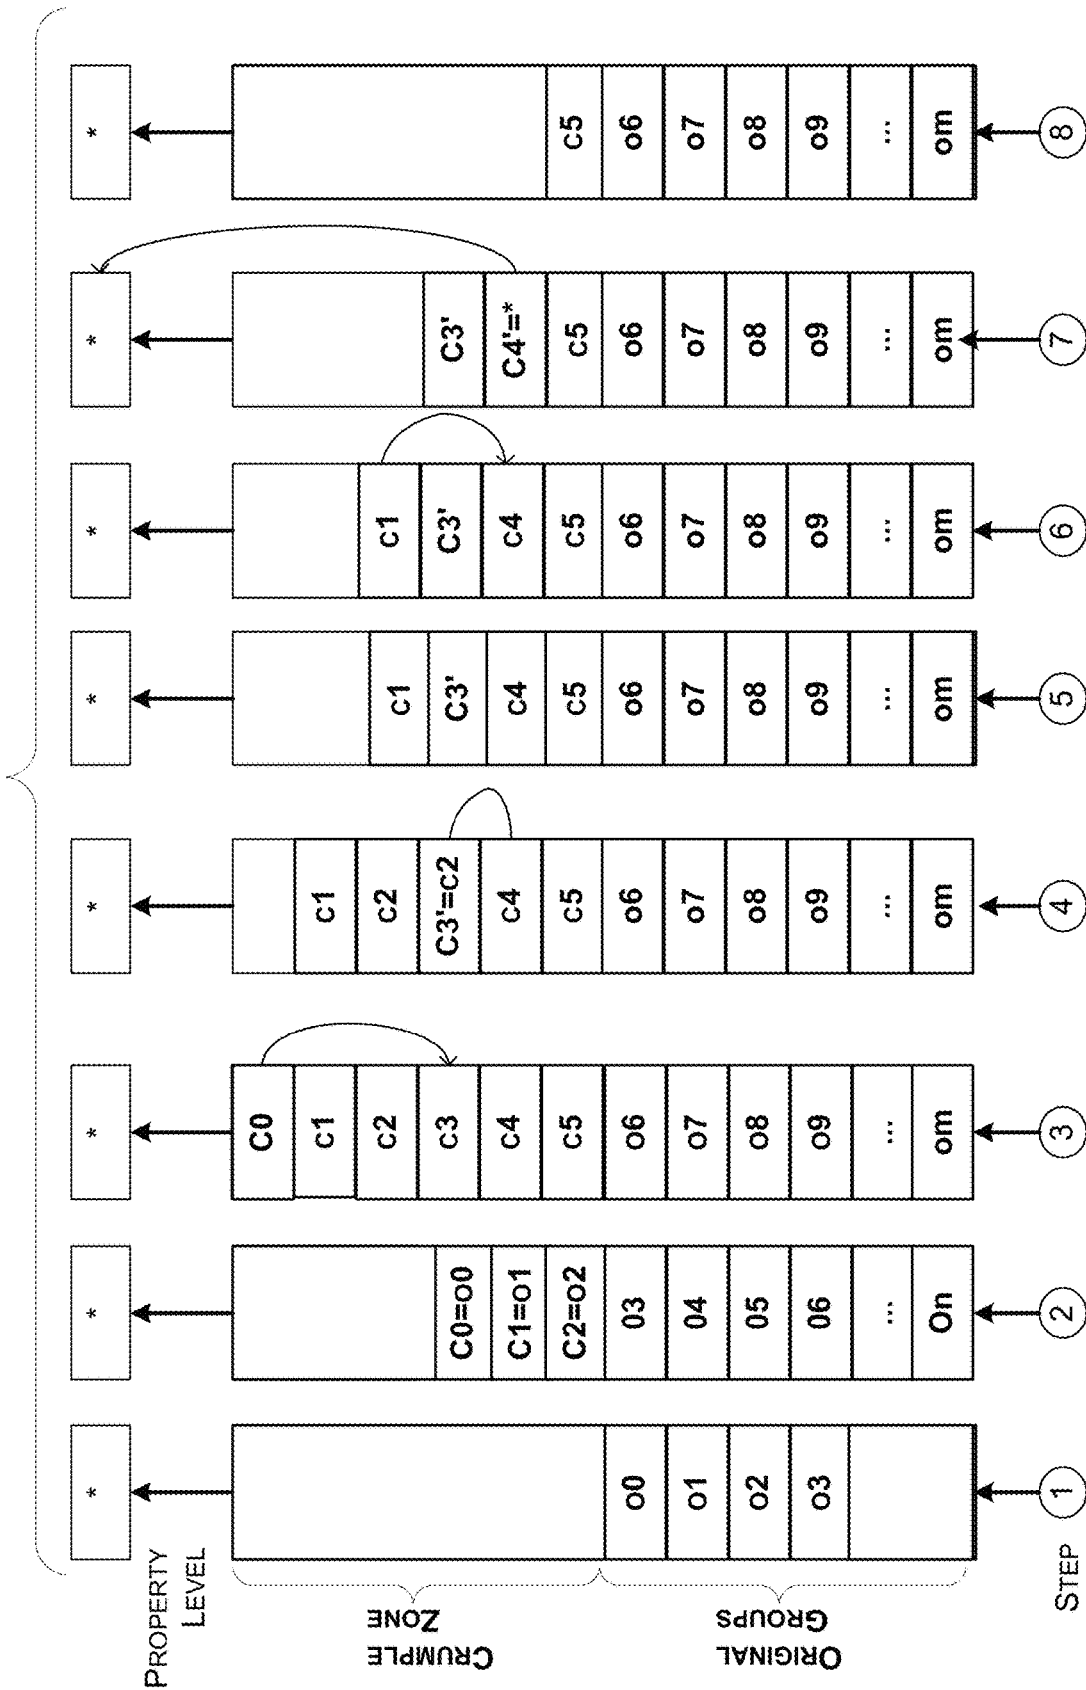 PROPERTY
LEVEL
CRUMPLE
ZONE
ORIGINAL
GROUPS
STEP
*
o0
o1
o2
o3
1
*
C0=o0
C1=o1
C2=o2
03
04
05
06
...
On
2
*
C0
c1
c2
c3
c4
c5
o6
o7
o8
o9
...
om
3
*
c1
c2
C3'=c2
c4
c5
o6
o7
o8
o9
...
om
4
*
c1
C3'
c4
c5
o6
o7
o8
o9
...
om
5
*
c1
C3'
c4
c5
o6
o7
o8
o9
...
om
6
*
C3'
C4'=*
c5
o6
o7
o8
o9
...
om
7
*
c5
o6
o7
o8
o9
...
om
8